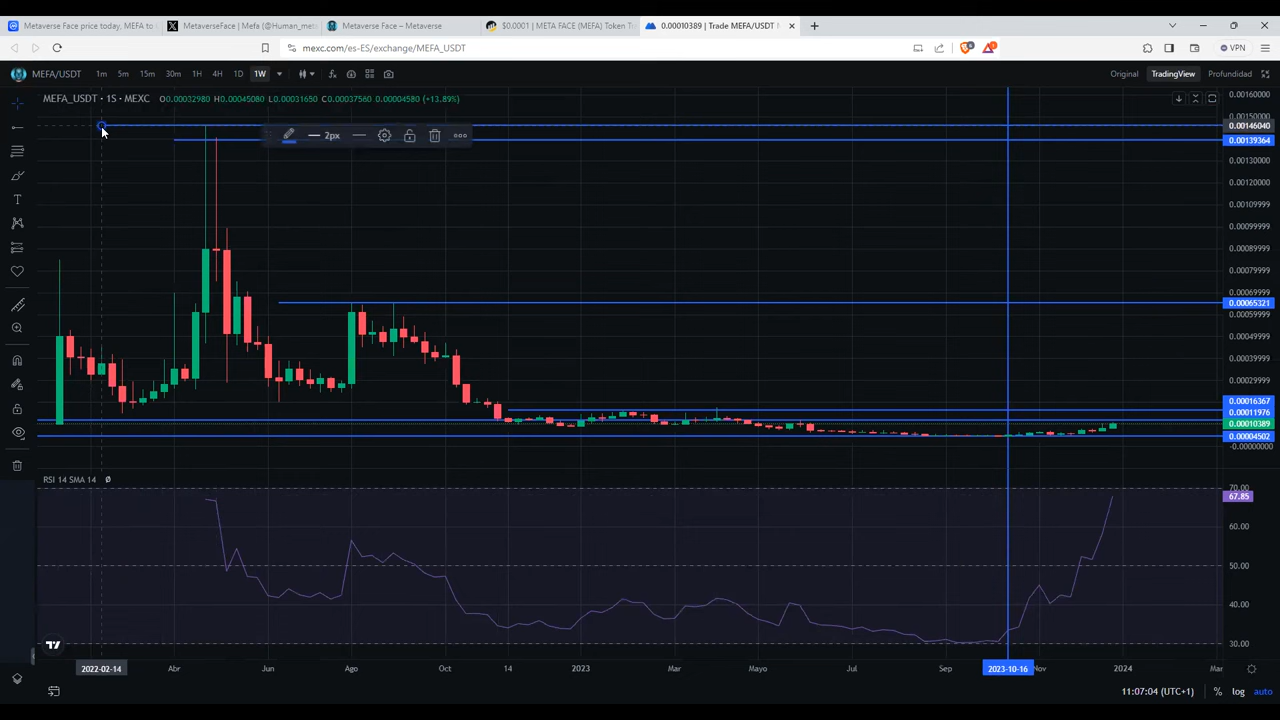 Metaverse Face price today, MEFA to
MetaverseFace | Mefa (@Human_met
Metaverse Face – Metaverse
$0.0001 | META FACE (MEFA) Token T
0.00010389 | Trade MEFA/USDT
mexc.com/es-ES/exchange/MEFA_USDT
VPN
MEFA/USDT 1m 5m 15m 30m 1H 4H 1D 1W
Original TradingView Profundidad
MEFA_USDT · 1S · MEXC O0.00032980 H0.00045080 L0.00031650 C0.00037560 0.00004580 (+13.89%)
2px
0.00160000
0.00150000
0.00146040
0.00139364
0.00130000
0.00120000
0.00109999
0.00099999
0.00089999
0.00079999
0.00069999
0.00065321
0.00059999
0.00049999
0.00039999
0.00029999
0.00016367
0.00011976
0.00010389
0.00004502
-0.00000000
RSI 14 SMA 14 Ø
70.00
67.85
60.00
50.00
40.00
30.00
2022-02-14 Abr Jun Ago Oct 14 2023 Mar Mayo Jul Sep 2023-10-16 Nov 2024 Mar
11:07:04 (UTC+1) % log auto